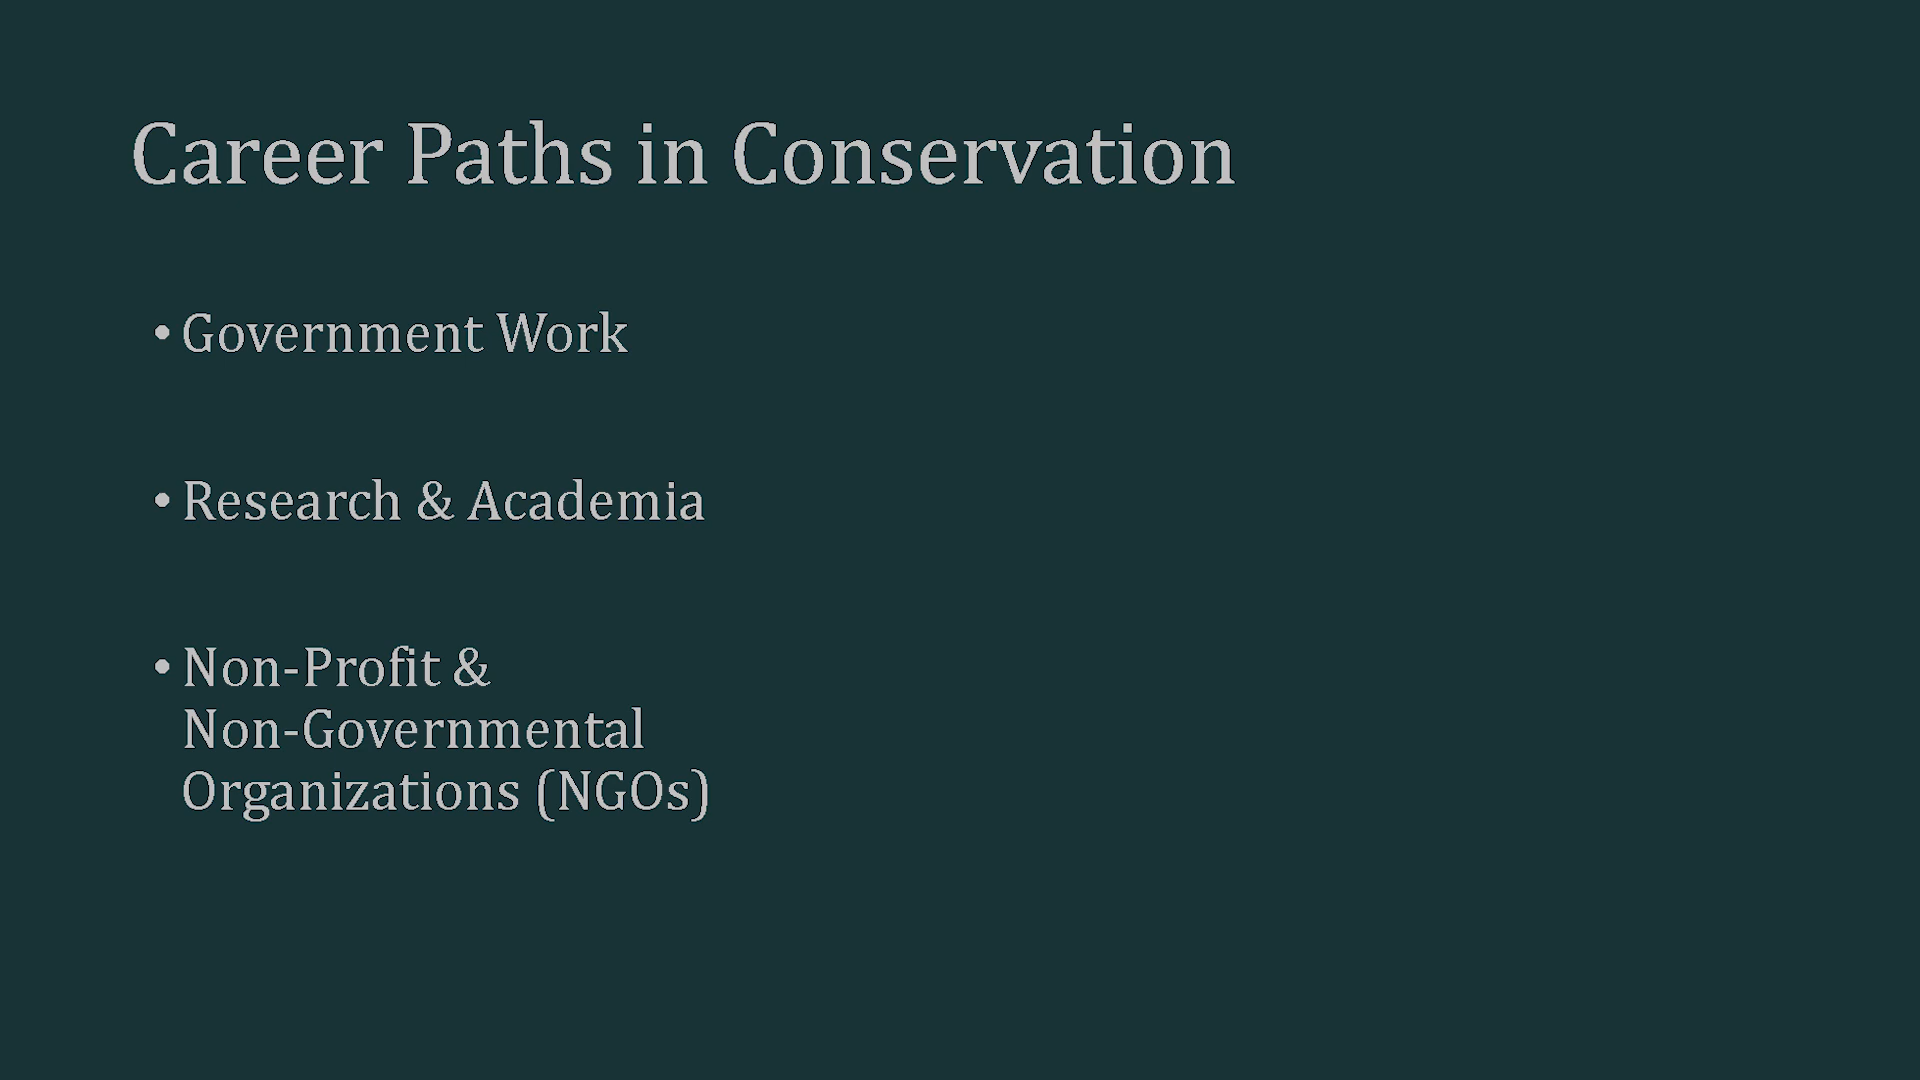 Career Paths in Conservation
• Government Work
• Research & Academia
• Non-Profit &
Non-Governmental
Organizations (NGOs)